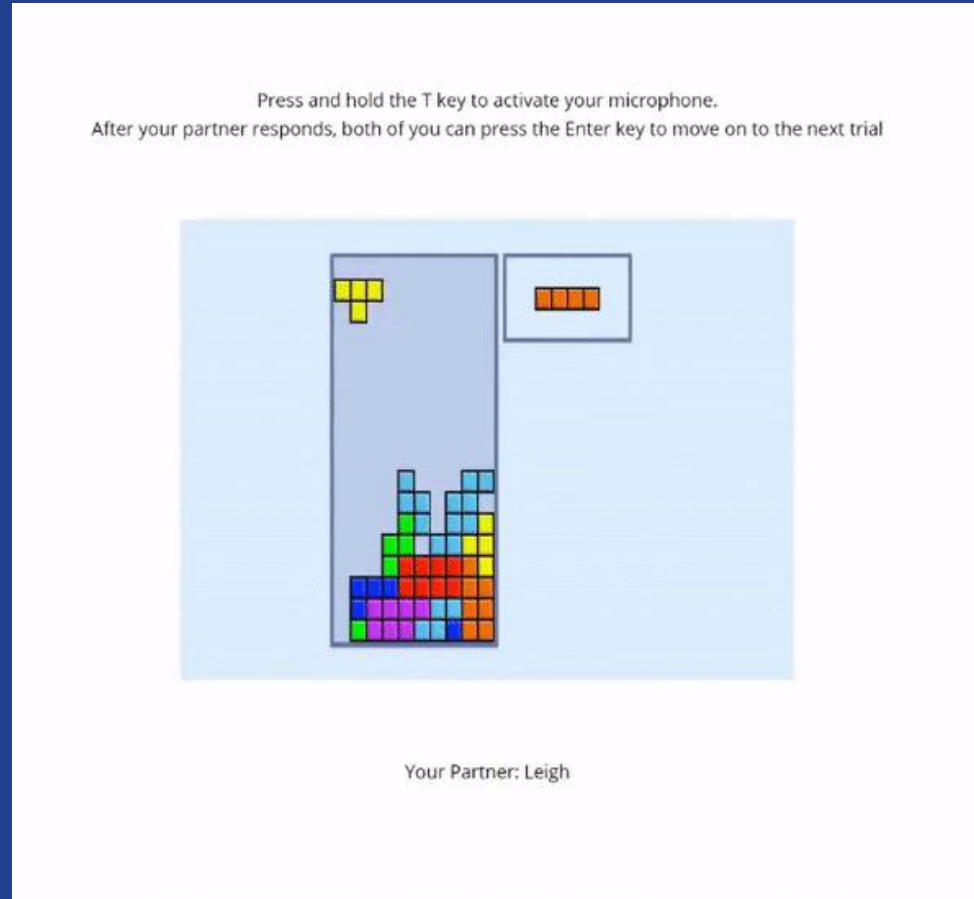 Press and hold the T key to activate your microphone.
After your partner responds, both of you can press the Enter key to move on to the next trial
Your Partner: Leigh